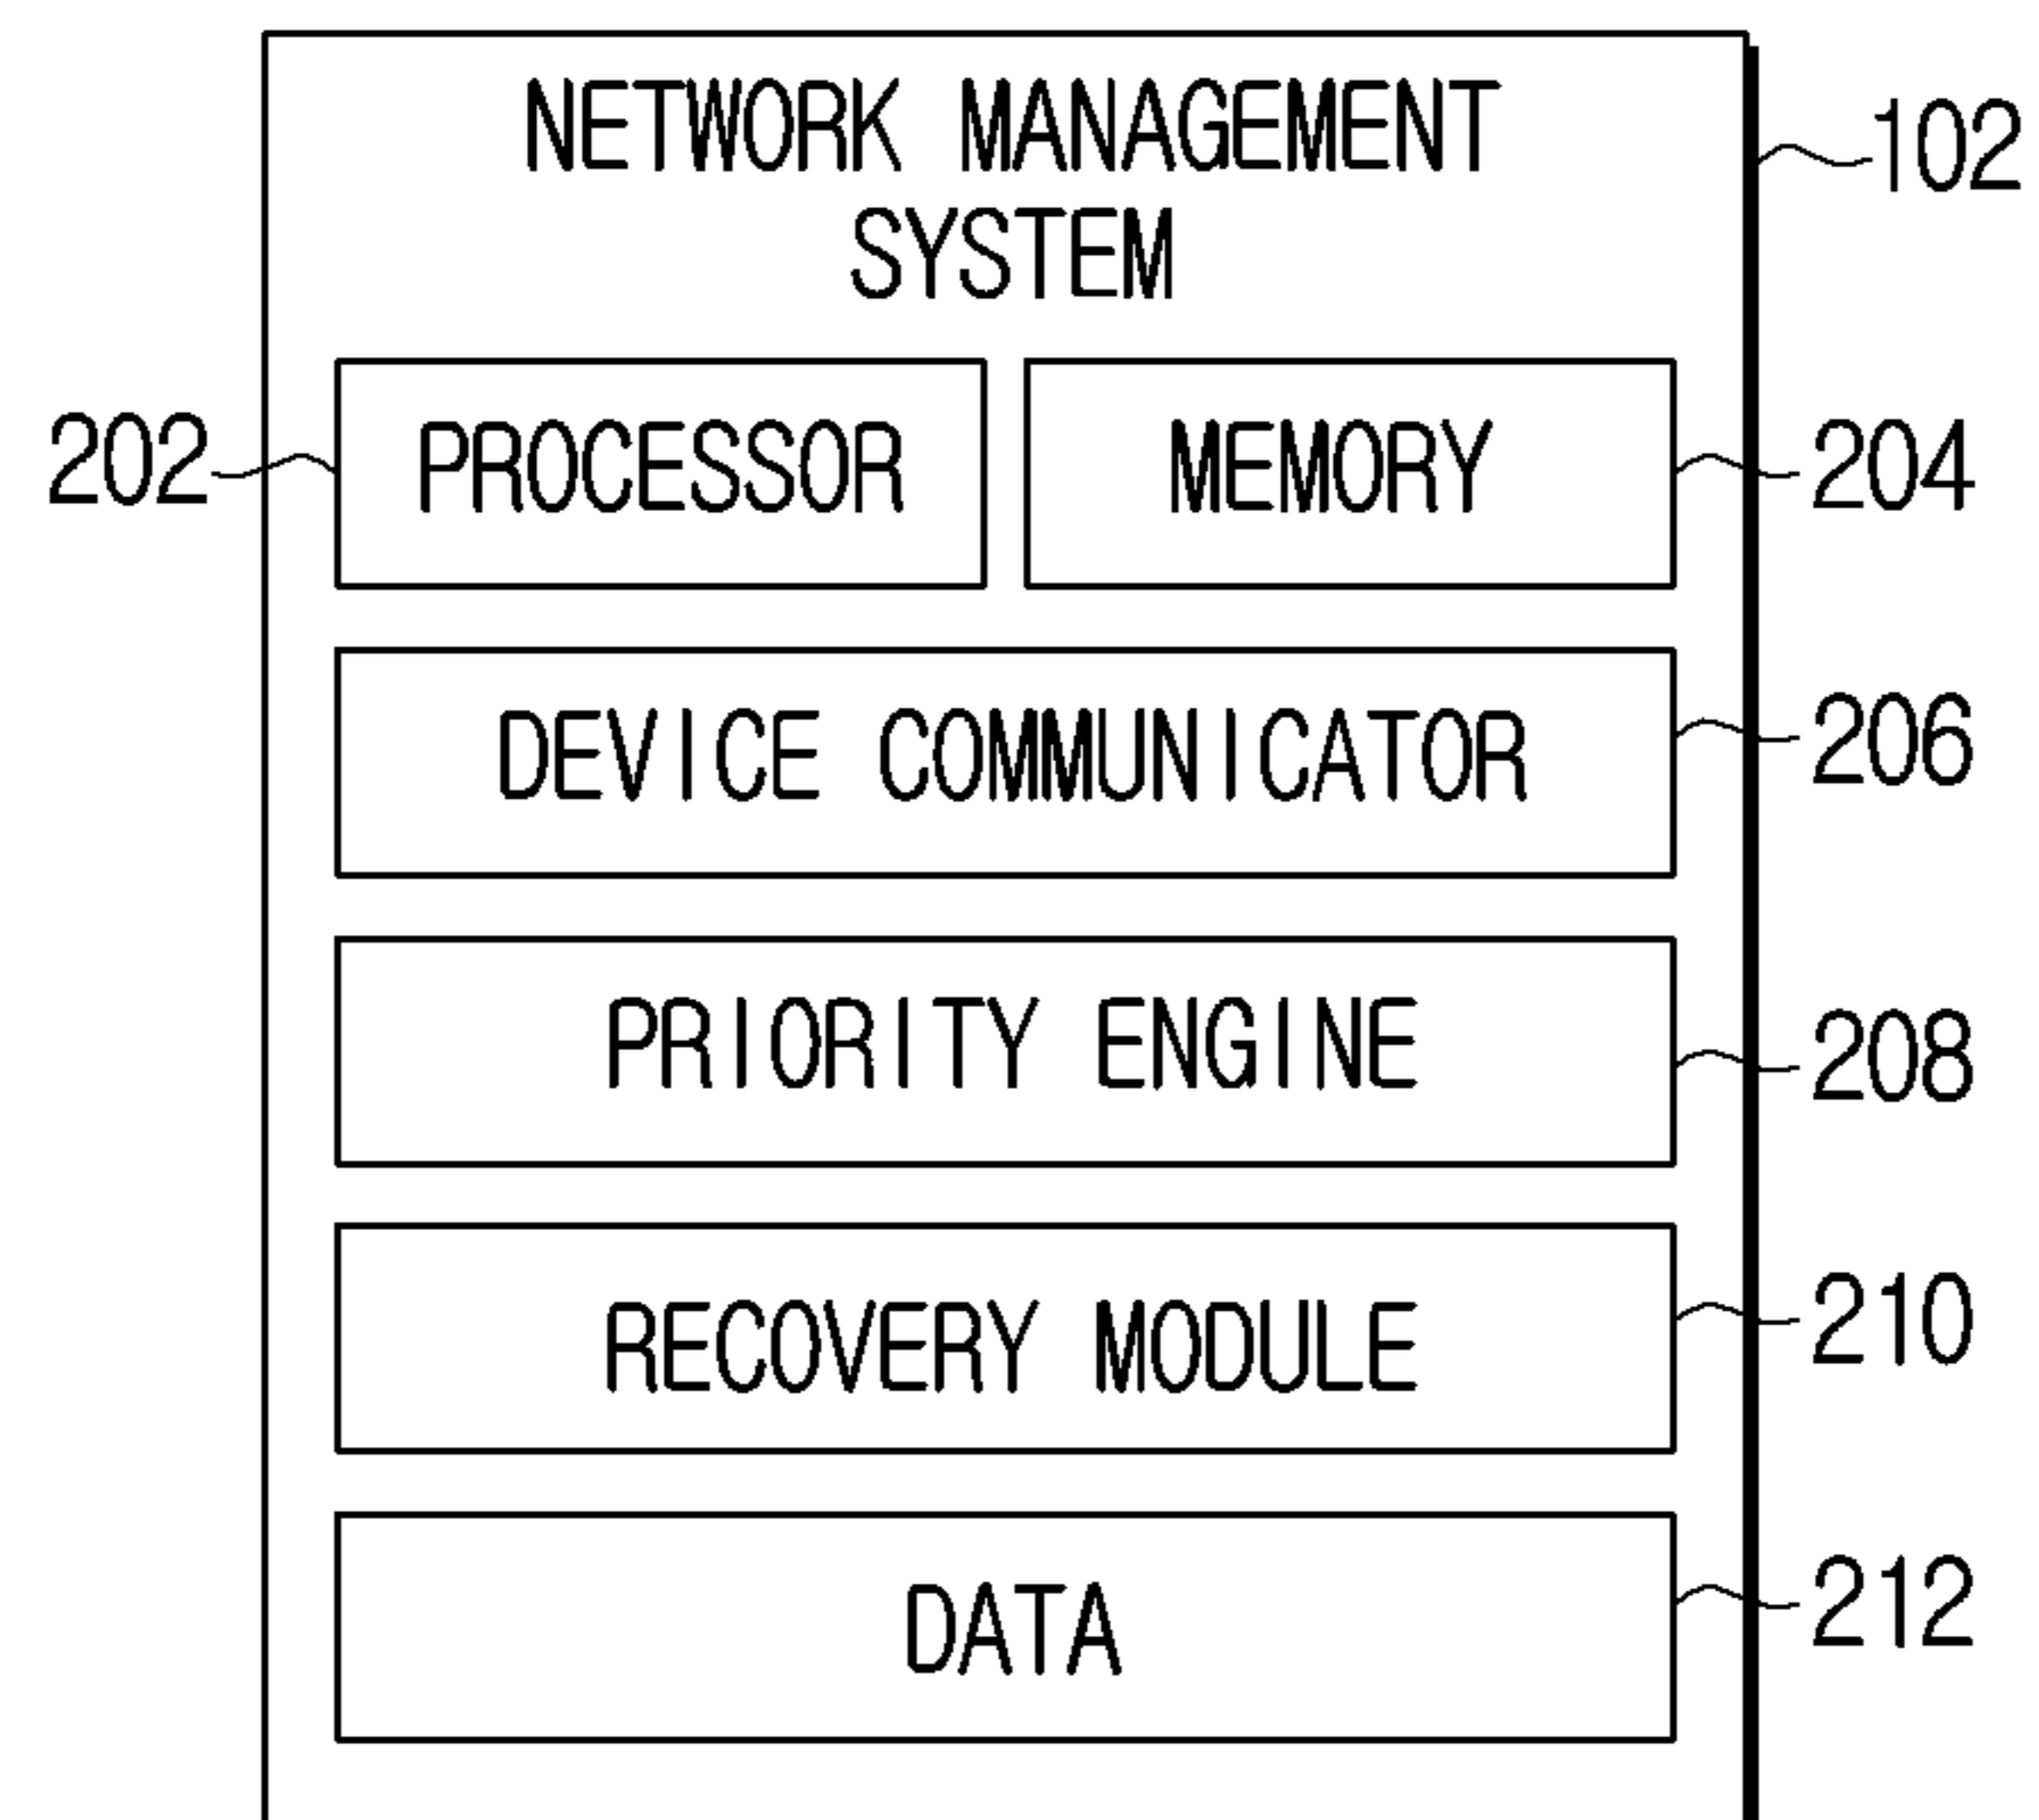 NETWORK MANAGEMENT
SYSTEM
102
202
PROCESSOR
MEMORY
204
DEVICE COMMUNICATOR
206
PRIORITY ENGINE
208
RECOVERY MODULE
210
DATA
212